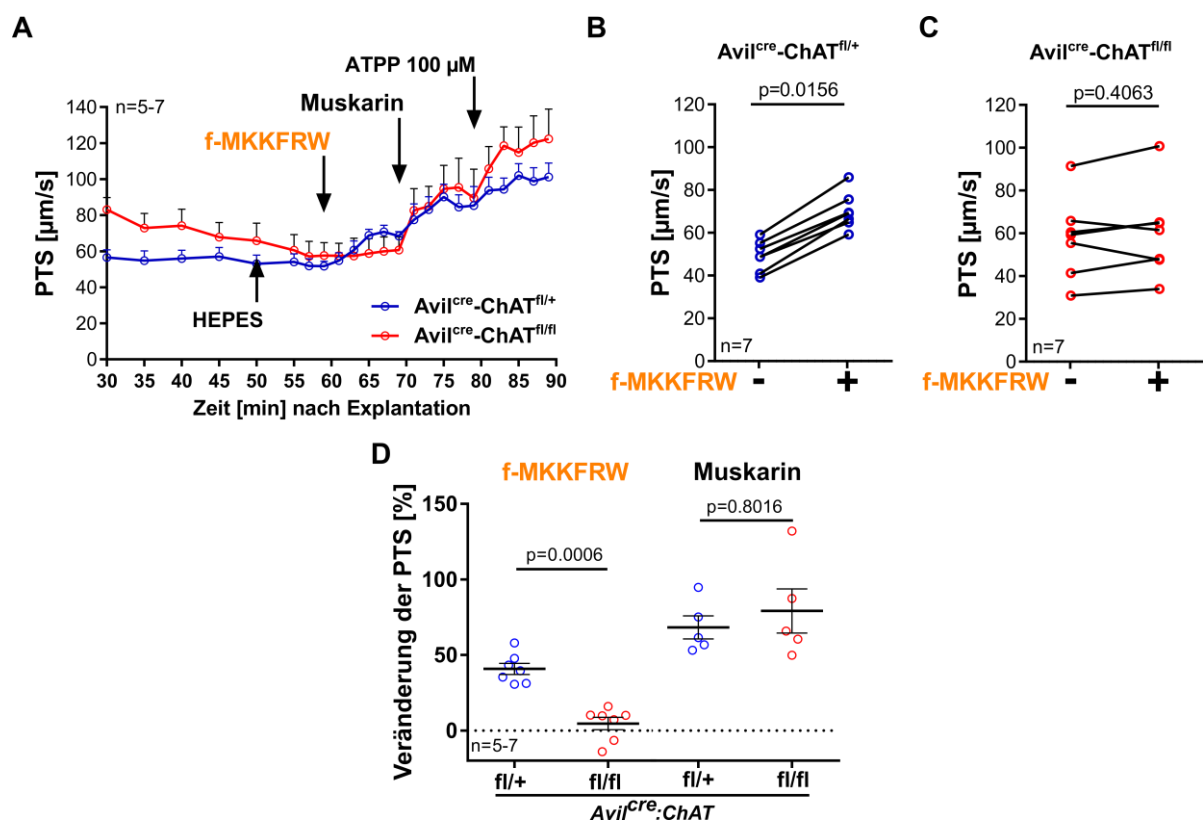 A
n=5-7
f-MKKFRW
Muskarin
ATPP 100 µM
HEPES
Avilcre-ChATfl/+
Avilcre-ChATfl/fl
PTS [µm/s]
140
120
100
80
60
40
20
0
30 35 40 45 50 55 60 65 70 75 80 85 90
Zeit [min] nach Explantation
B
Avilcre-ChATfl/+
p=0.0156
PTS [µm/s]
120
100
80
60
40
20
0
n=7
f-MKKFRW - +
C
Avilcre-ChATfl/fl
p=0.4063
PTS [µm/s]
120
100
80
60
40
20
0
n=7
f-MKKFRW - +
D
f-MKKFRW Muskarin
p=0.0006
p=0.8016
Veränderung der PTS [%]
150
100
50
0
n=5-7
fl/+ fl/fl fl/+ fl/fl
Avilcre:ChAT